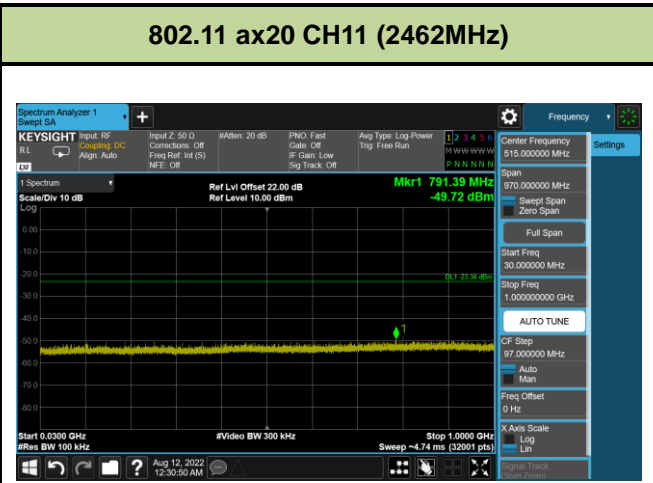 802.11 ax20 CH11 (2462MHz)
Spectrum Analyzer 1
Swept SA
Frequency
KEYSIGHT
RL
LXI
Input: RF
Coupling: DC
Align: Auto
Input Z: 50 Ω
Corrections: Off
Freq Ref: Int (S)
NFE: Off
#Atten: 20 dB
PNO: Fast
Gate: Off
IF Gain: Low
Sig Track: Off
Avg Type: Log-Power
Trig: Free Run
1 2 3 4 5 6
M W W W W W
P N N N N N
1 Spectrum
Scale/Div 10 dB
Log
Ref Lvl Offset 22.00 dB
Ref Level 10.00 dBm
Mkr1 791.39 MHz
-49.72 dBm
0.00
-10.0
-20.0
DL1 -23.34 dBm
-30.0
-40.0
1
-50.0
-60.0
-70.0
-80.0
Start 0.0300 GHz
#Res BW 100 kHz
#Video BW 300 kHz
Stop 1.0000 GHz
Sweep ~4.74 ms (32001 pts)
Aug 12, 2022
12:30:50 AM
Center Frequency
515.000000 MHz
Settings
Span
970.000000 MHz
Swept Span
Zero Span
Full Span
Start Freq
30.000000 MHz
Stop Freq
1.000000000 GHz
AUTO TUNE
CF Step
97.000000 MHz
Auto
Man
Freq Offset
0 Hz
X Axis Scale
Log
Lin
Signal Track
(Span Zoom)